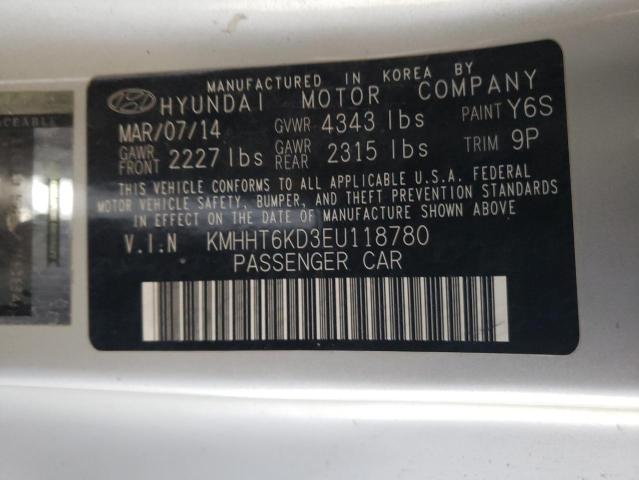 MANUFACTURED IN KOREA BY
HYUNDAI MOTOR COMPANY
MAR/07/14 GVWR 4343 lbs PAINT Y6S
GAWR FRONT 2227 lbs GAWR REAR 2315 lbs TRIM 9P
THIS VEHICLE CONFORMS TO ALL APPLICABLE U.S.A. FEDERAL
MOTOR VEHICLE SAFETY, BUMPER, AND THEFT PREVENTION STANDARDS
IN EFFECT ON THE DATE OF MANUFACTURE SHOWN ABOVE
V.I.N KMHHT6KD3EU118780
PASSENGER CAR